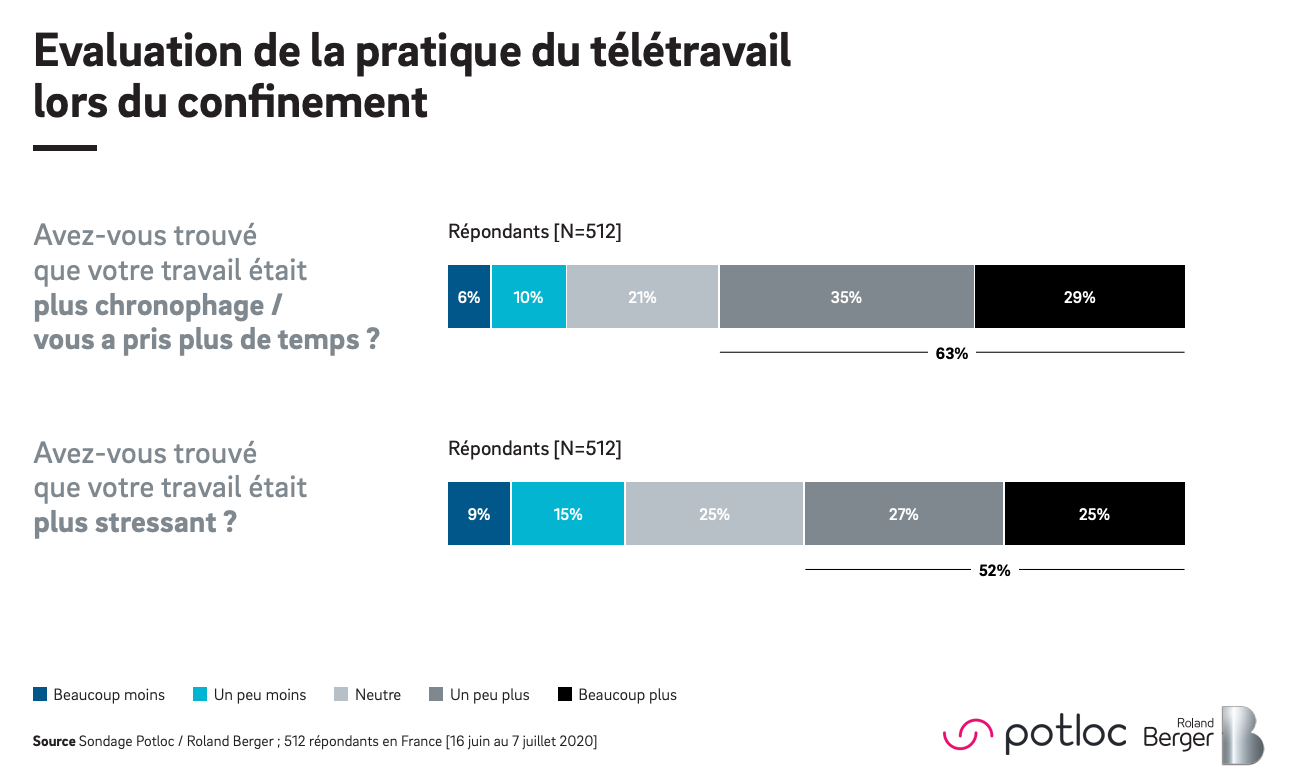 Evaluation de la pratique du télétravail
lors du confinement
Avez-vous trouvé
que votre travail était
plus chronophage /
vous a pris plus de temps ?
Répondants [N=512]
6% 10% 21% 35% 29%
63%
Avez-vous trouvé
que votre travail était
plus stressant ?
Répondants [N=512]
9% 15% 25% 27% 25%
52%
Beaucoup moins Un peu moins Neutre Un peu plus Beaucoup plus
Source Sondage Potloc / Roland Berger ; 512 répondants en France [16 juin au 7 juillet 2020]
potloc
Roland
Berger
B